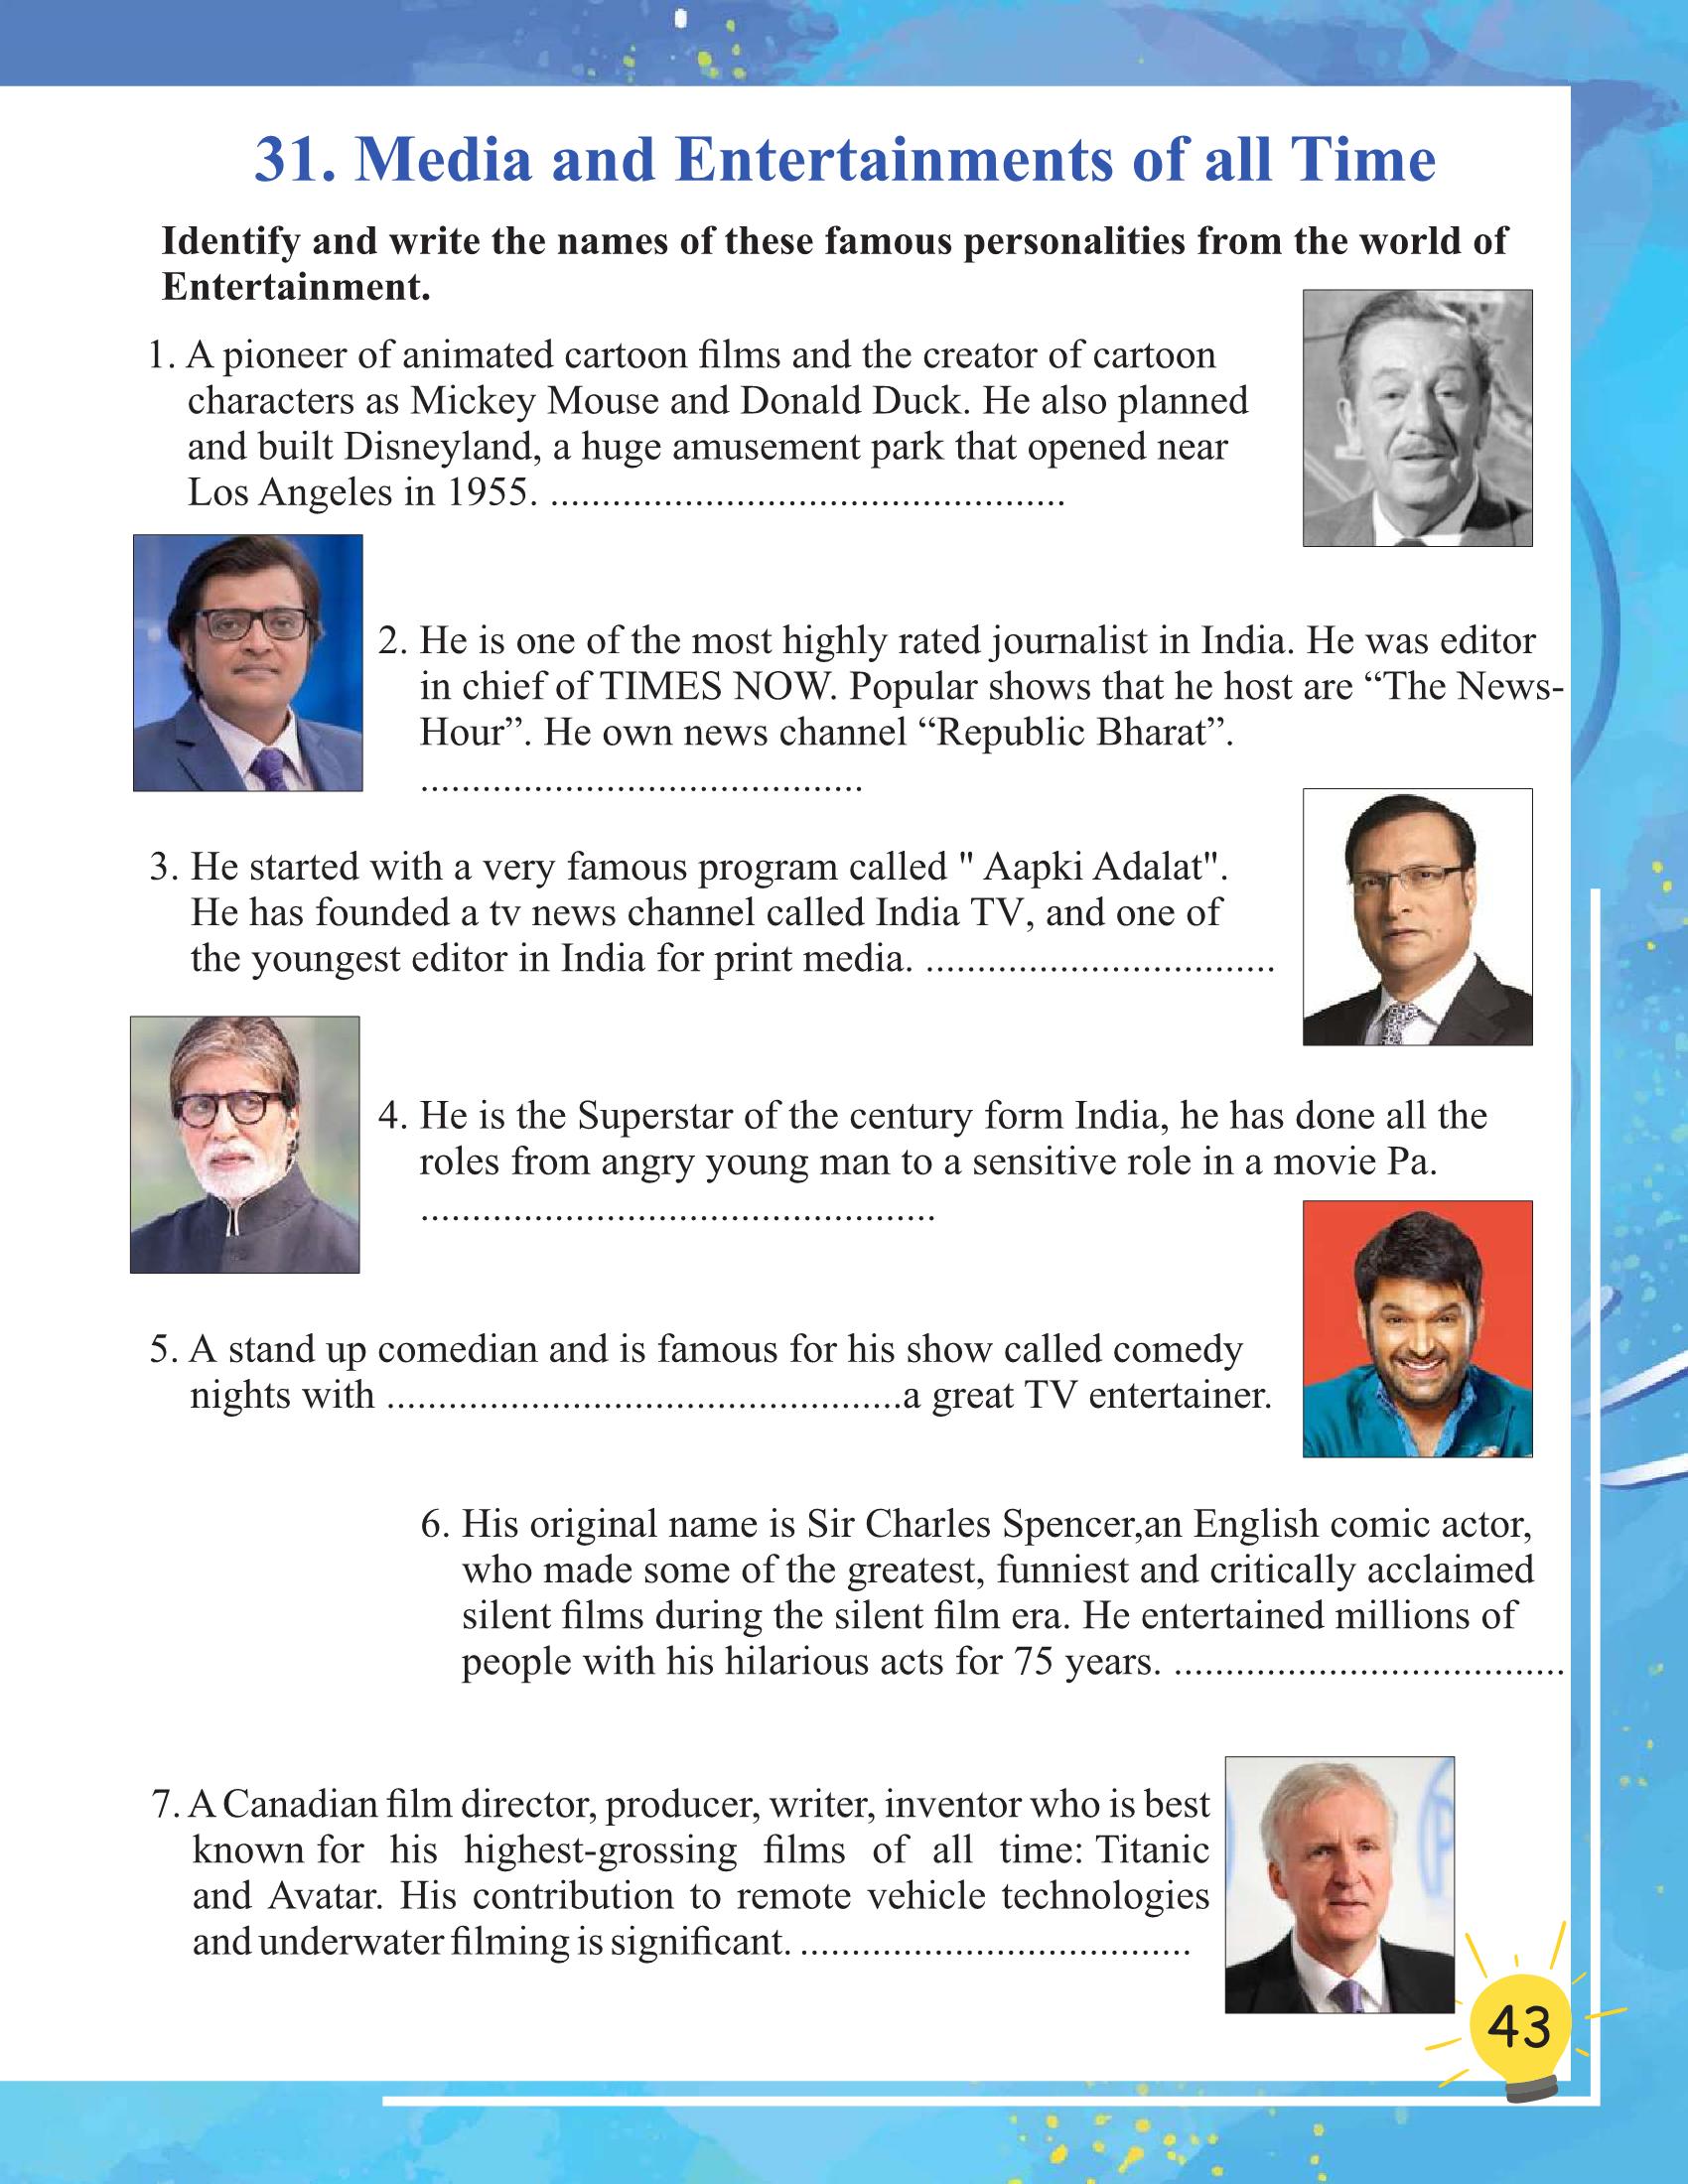 31. Media and Entertainments of all Time
Identify and write the names of these famous personalities from the world of
Entertainment.
1. A pioneer of animated cartoon films and the creator of cartoon
characters as Mickey Mouse and Donald Duck. He also planned
and built Disneyland, a huge amusement park that opened near
Los Angeles in 1955. ..................................................
2. He is one of the most highly rated journalist in India. He was editor
in chief of TIMES NOW. Popular shows that he host are “The News-
Hour”. He own news channel “Republic Bharat”.
...........................................
3. He started with a very famous program called " Aapki Adalat".
He has founded a tv news channel called India TV, and one of
the youngest editor in India for print media. ..................................
4. He is the Superstar of the century form India, he has done all the
roles from angry young man to a sensitive role in a movie Pa.
..................................................
5. A stand up comedian and is famous for his show called comedy
nights with ..................................................a great TV entertainer.
6. His original name is Sir Charles Spencer,an English comic actor,
who made some of the greatest, funniest and critically acclaimed
silent films during the silent film era. He entertained millions of
people with his hilarious acts for 75 years. ......................................
7. A Canadian film director, producer, writer, inventor who is best
known for his highest-grossing films of all time: Titanic
and Avatar. His contribution to remote vehicle technologies
and underwater filming is significant. ......................................
43